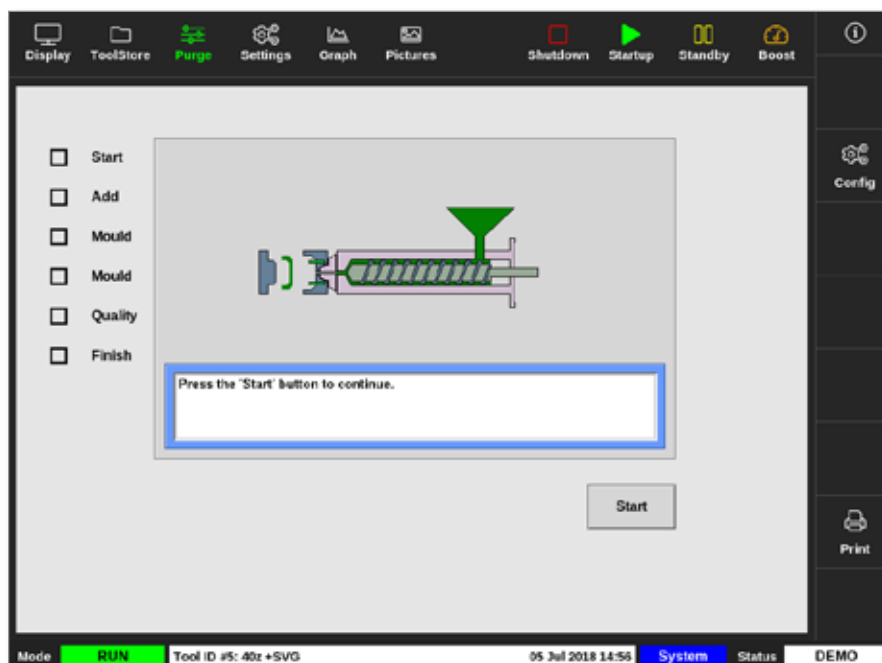 Display ToolStore Purge Settings Graph Pictures Shutdown Startup Standby Boost
Config
Print
Start
Add
Mould
Mould
Quality
Finish
Press the 'Start' button to continue.
Start
Mode RUN Tool ID #5: 40z +SVG 05 Jul 2018 14:56 System Status DEMO